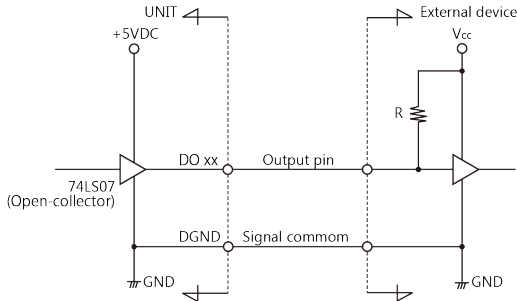 UNIT
External device
+5VDC
Vcc
R
DO xx
Output pin
74LS07
(Open-collector)
DGND
Signal commom
GND
GND